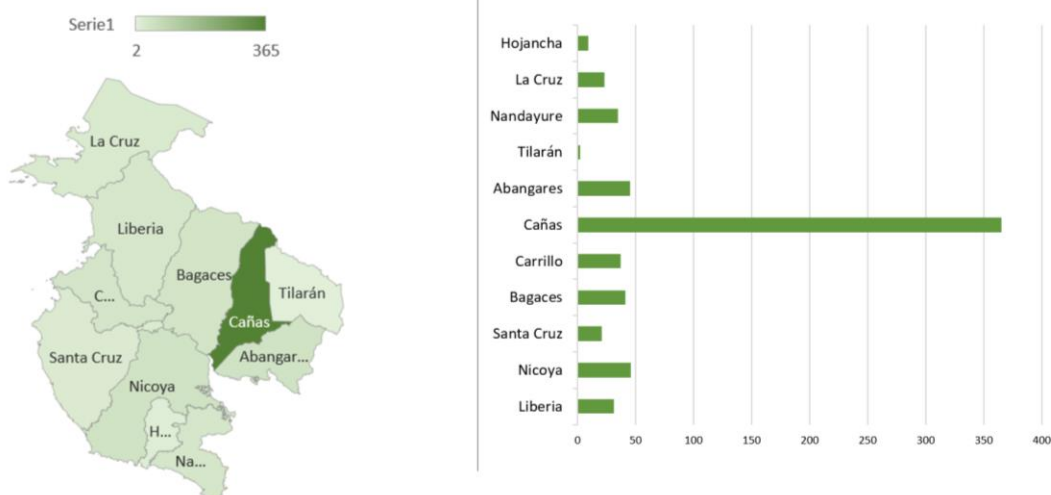 Serie1
2 365
La Cruz
Liberia
Bagaces
C...
Tilarán
Cañas
Santa Cruz
Abangar...
Nicoya
H...
Na...
Hojancha
La Cruz
Nandayure
Tilarán
Abangares
Cañas
Carrillo
Bagaces
Santa Cruz
Nicoya
Liberia
0 50 100 150 200 250 300 350 400